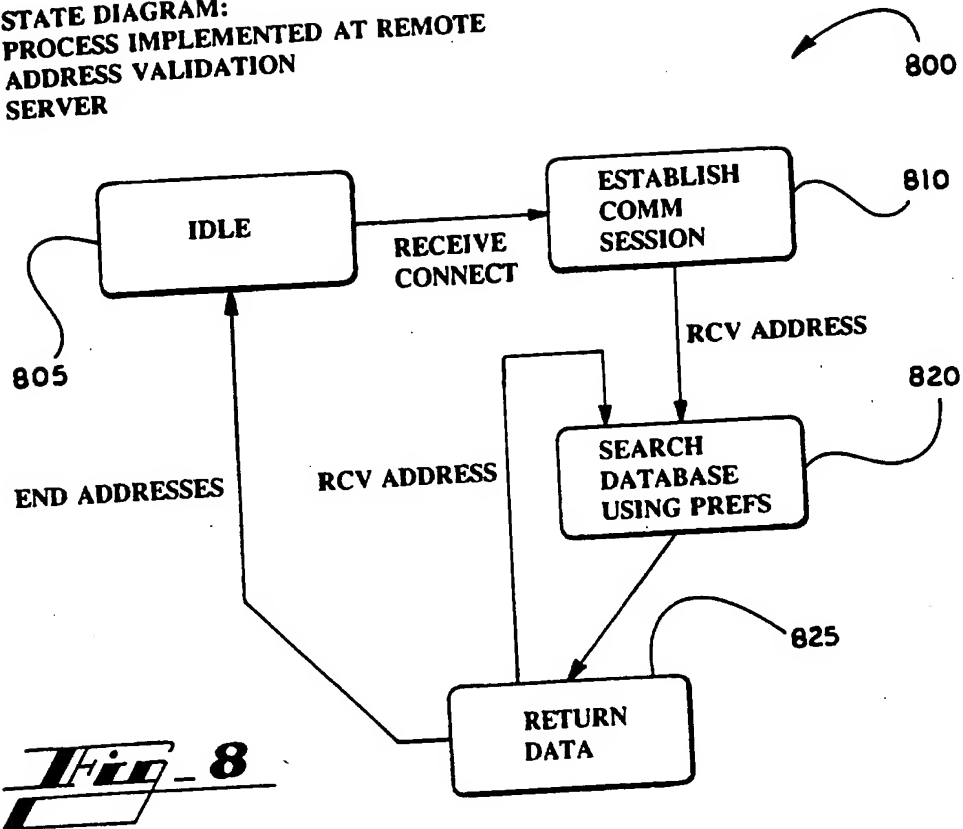 STATE DIAGRAM:
PROCESS IMPLEMENTED AT REMOTE
ADDRESS VALIDATION
SERVER
800
IDLE
ESTABLISH
COMM
SESSION
810
RECEIVE
CONNECT
805
RCV ADDRESS
820
SEARCH
DATABASE
USING PREFS
RCV ADDRESS
END ADDRESSES
825
RETURN
DATA
Fig_8